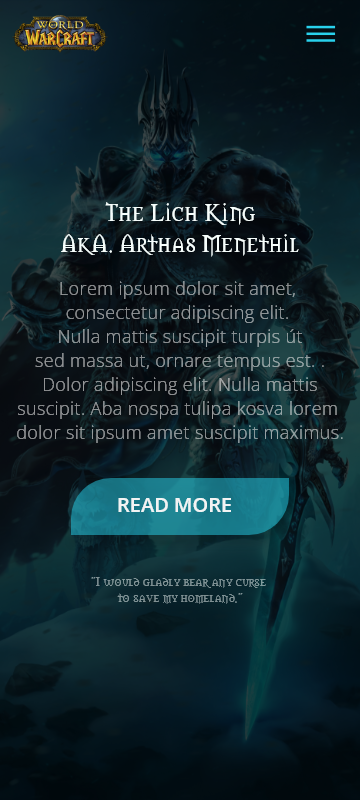 WORLD
OF
WARCRAFT
The Lich King
AKA. Arthas Menethil
Lorem ipsum dolor sit amet,
consectetur adipiscing elit.
Nulla mattis suscipit turpis út
sed massa ut, ornare tempus est. .
Dolor adipiscing elit. Nulla mattis
suscipit. Aba nospa tulipa kosva lorem
dolor sit ipsum amet suscipit maximus.
READ MORE
"I would gladly bear any curse
to save my homeland."